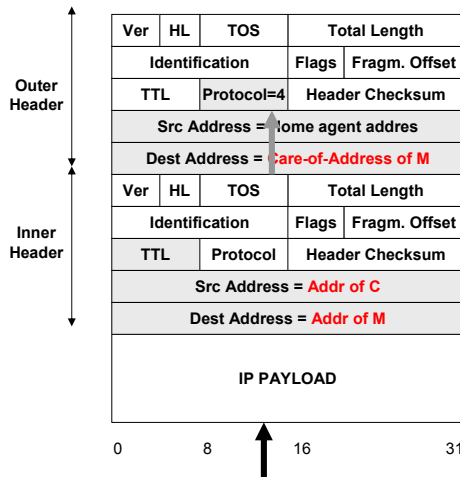 Ver HL TOS Total Length
Identification Flags Fragm. Offset
Outer Header
TTL Protocol=4 Header Checksum
Src Address = Home agent addres
Dest Address = Care-of-Address of M
Ver HL TOS Total Length
Identification Flags Fragm. Offset
Inner Header
TTL Protocol Header Checksum
Src Address = Addr of C
Dest Address = Addr of M
IP PAYLOAD
0 8 16 31